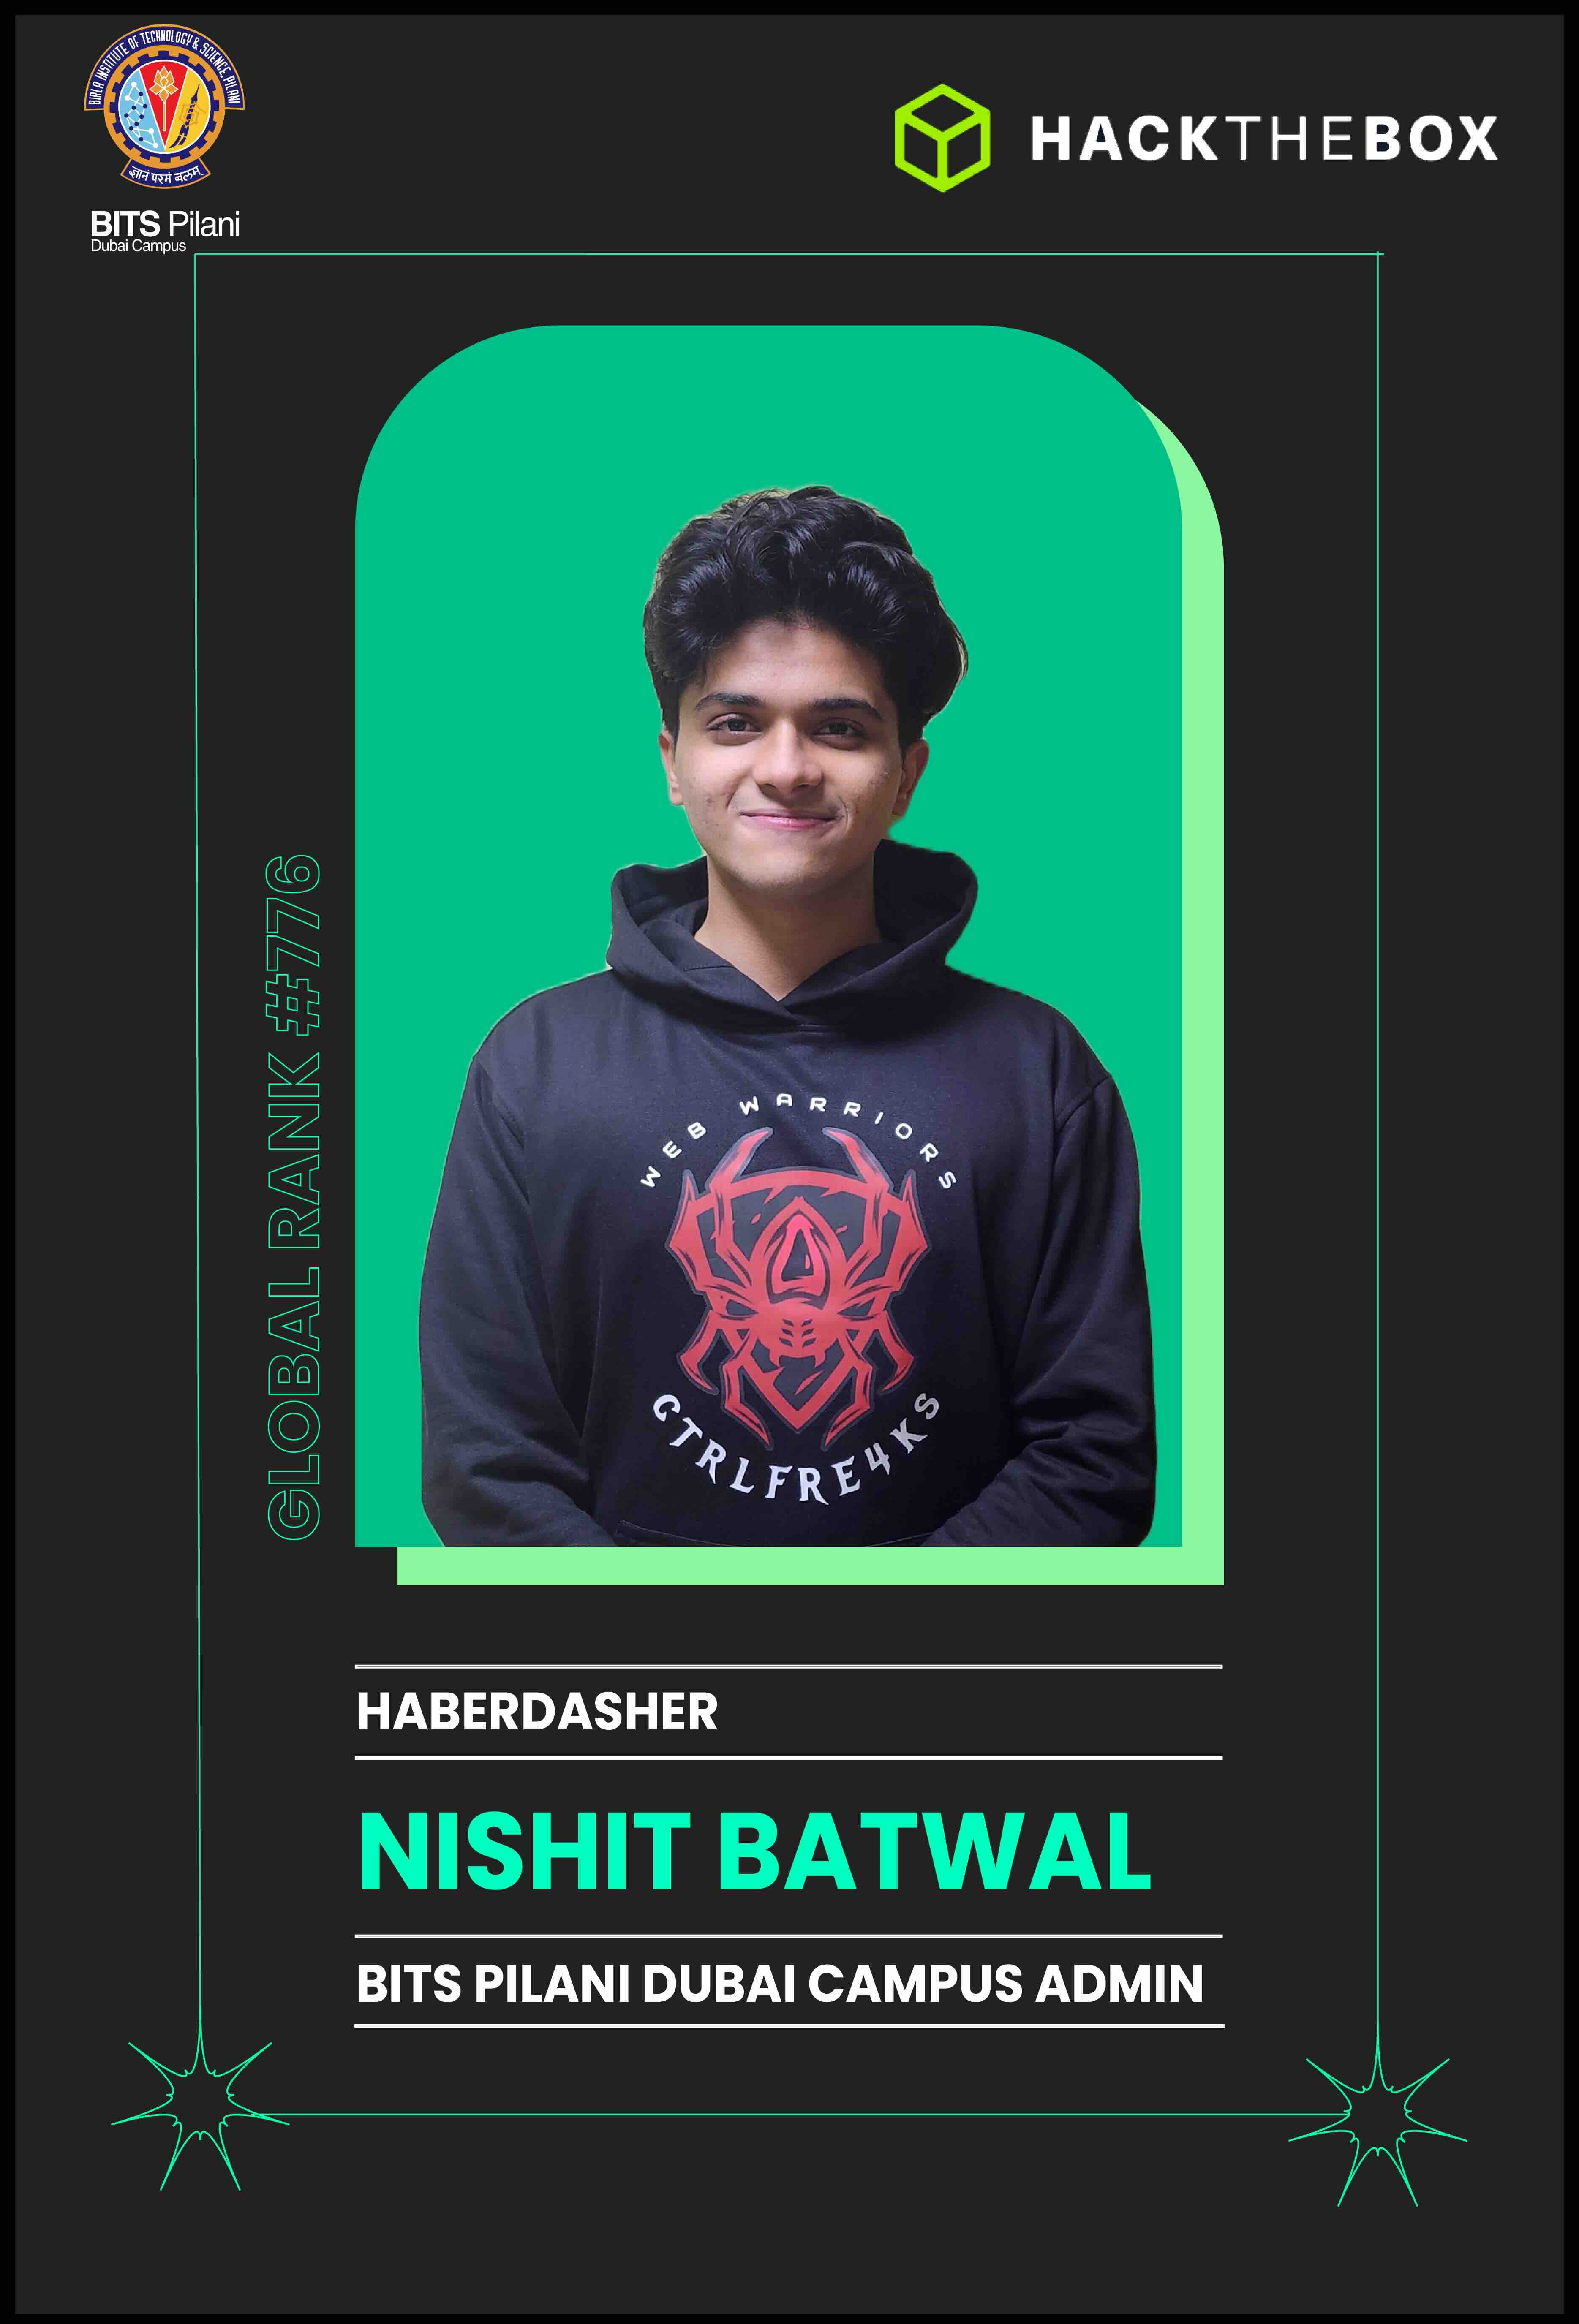 BIRLA INSTITUTE OF TECHNOLOGY & SCIENCE, PILANI
ज्ञानं परमं बलम्
BITS Pilani
Dubai Campus
HACKTHEBOX
GLOBAL RANK #776
WEB WARRIORS
CTRLFRE4KS
HABERDASHER
NISHIT BATWAL
BITS PILANI DUBAI CAMPUS ADMIN